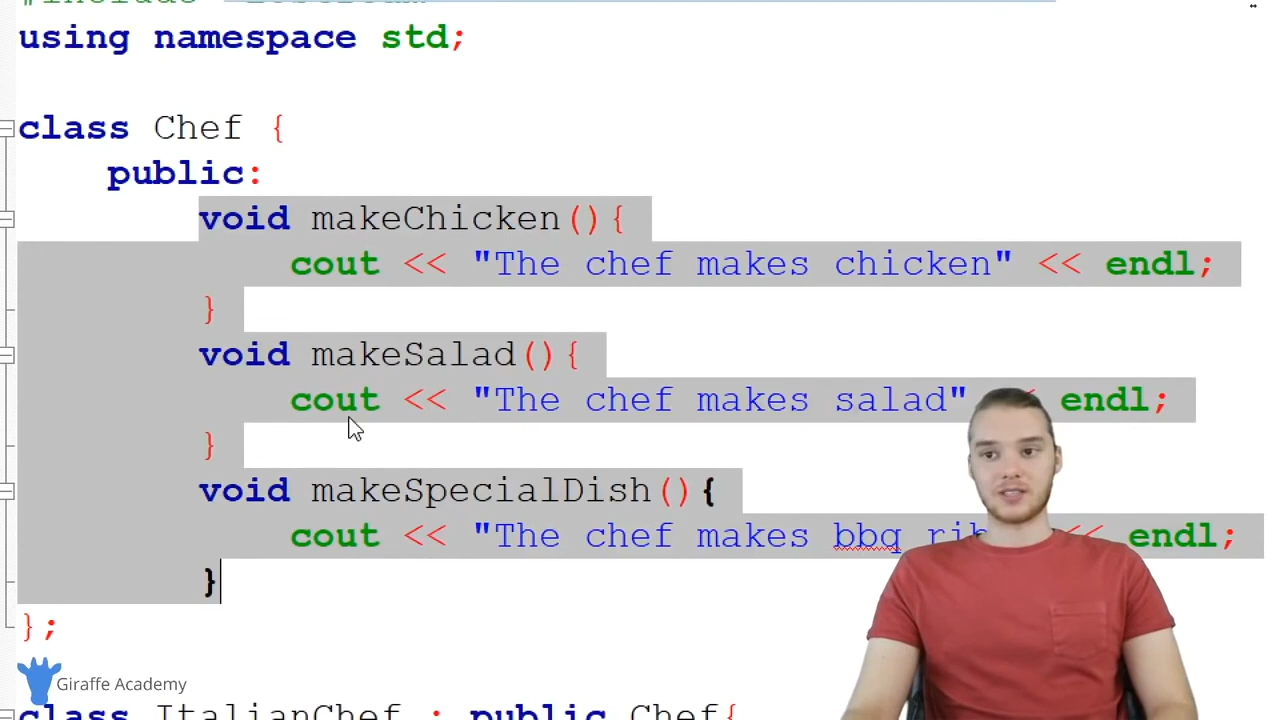 using namespace std;
class Chef {
public:
void makeChicken(){
cout << "The chef makes chicken" << endl;
}
void makeSalad(){
cout << "The chef makes salad" << endl;
}
void makeSpecialDish(){
cout << "The chef makes bbq << endl;
}
};
Giraffe Academy
class ItalianChef : public Chef{